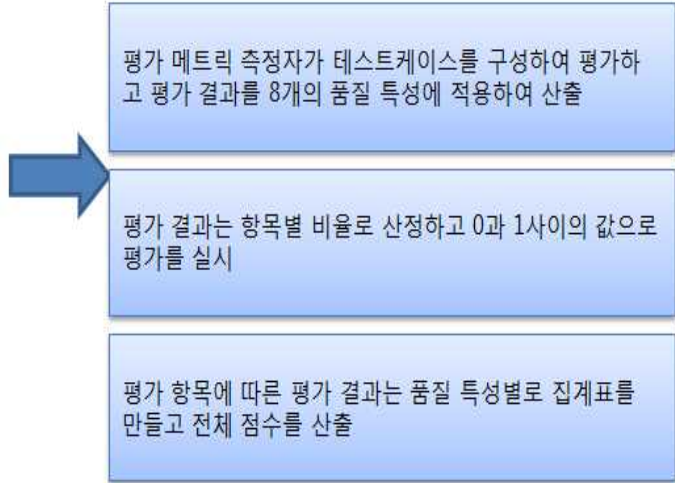 평가 메트릭 측정자가 테스트케이스를 구성하여 평가하
고 평가 결과를 8개의 품질 특성에 적용하여 산출
평가 결과는 항목별 비율로 산정하고 0과 1사이의 값으로
평가를 실시
평가 항목에 따른 평가 결과는 품질 특성별로 집계표를
만들고 전체 점수를 산출